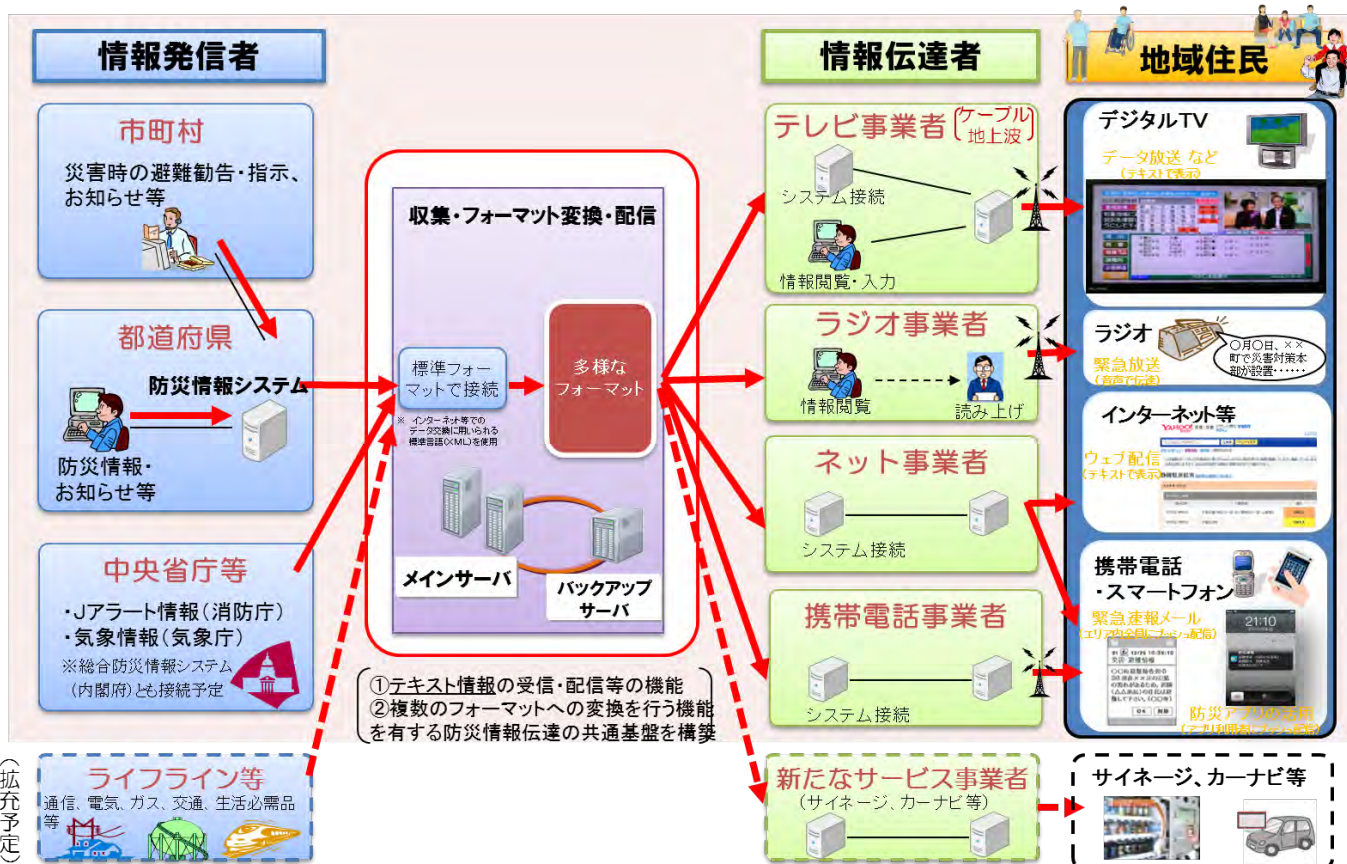 情報発信者
情報伝達者
地域住民
市町村
災害時の避難勧告・指示、
お知らせ等
都道府県
防災情報システム
防災情報・
お知らせ等
中央省庁等
・Jアラート情報(消防庁)
・気象情報(気象庁)
※総合防災情報システム
(内閣府)とも接続予定
収集・フォーマット変換・配信
標準フォー
マットで接続
※ インターネット等での
データ交換に用いられる
標準言語(XML)を使用
多様な
フォーマット
メインサーバ
バックアップ
サーバ
①テキスト情報の受信・配信等の機能
②複数のフォーマットへの変換を行う機能
を有する防災情報伝達の共通基盤を構築
テレビ事業者
ケーブル
地上波
システム接続
情報閲覧・入力
ラジオ事業者
情報閲覧
読み上げ
ネット事業者
システム接続
携帯電話事業者
システム接続
デジタルTV
データ放送 など
(テキストで表示)
ラジオ
緊急放送
(音声で伝達)
〇月〇日、××
町で災害対策本
部が設置……
インターネット等
YAHOO!
ウェブ配信
(テキストで表示)
携帯電話
・スマートフォン
緊急速報メール
(エリア内全員にプッシュ配信)
21:10
OK
防災アプリの活用
(拡充予定)
ライフライン等
通信、電気、ガス、交通、生活必需品
等
新たなサービス事業者
(サイネージ、カーナビ等)
サイネージ、カーナビ等